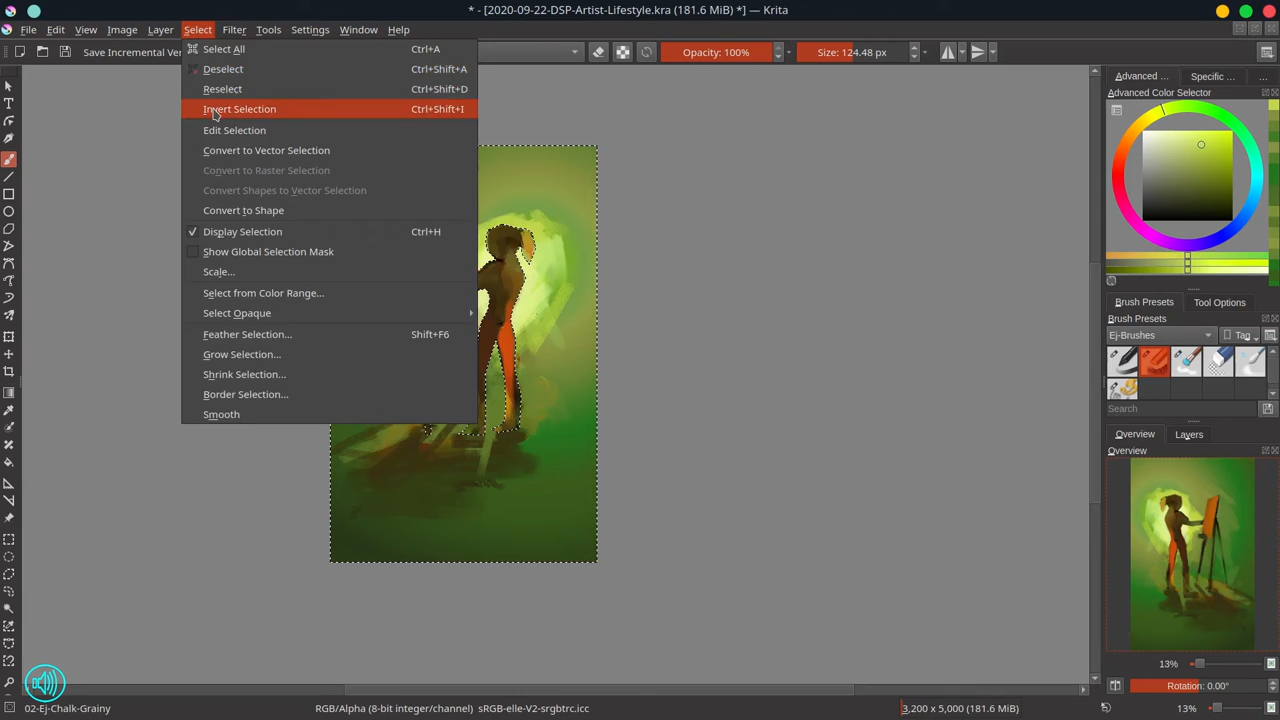 * - [2020-09-22-DSP-Artist-Lifestyle.kra (181.6 MiB) *] — Krita
File Edit View Image Layer Select Filter Tools Settings Window Help
Save Incremental Ver
Opacity: 100%
Size: 124.48 px
Select All Ctrl+A
Deselect Ctrl+Shift+A
Reselect Ctrl+Shift+D
Invert Selection Ctrl+Shift+I
Edit Selection
Convert to Vector Selection
Convert to Raster Selection
Convert Shapes to Vector Selection
Convert to Shape
Display Selection Ctrl+H
Show Global Selection Mask
Scale...
Select from Color Range...
Select Opaque
Feather Selection... Shift+F6
Grow Selection...
Shrink Selection...
Border Selection...
Smooth
Advanced ... Specific ... ...
Advanced Color Selector
Brush Presets Tool Options
Brush Presets
Ej-Brushes Tag
Search
Overview Layers
Overview
13%
Rotation: 0.00°
02-Ej-Chalk-Grainy RGB/Alpha (8-bit integer/channel) sRGB-elle-V2-srgbtrc.icc 3,200 x 5,000 (181.6 MiB) 13%